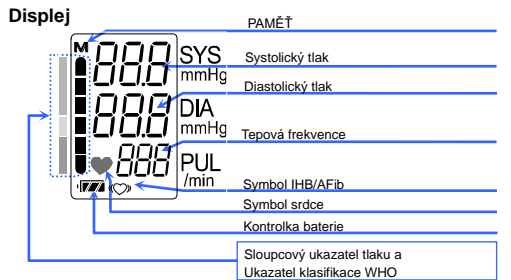 Displej
PAMĚŤ
M
888 SYS
mmHg
Systolický tlak
Diastolický tlak
888 DIA
mmHg
Tepová frekvence
888 PUL
/min
Symbol IHB/AFib
Symbol srdce
Kontrolka baterie
Sloupcový ukazatel tlaku a
Ukazatel klasifikace WHO